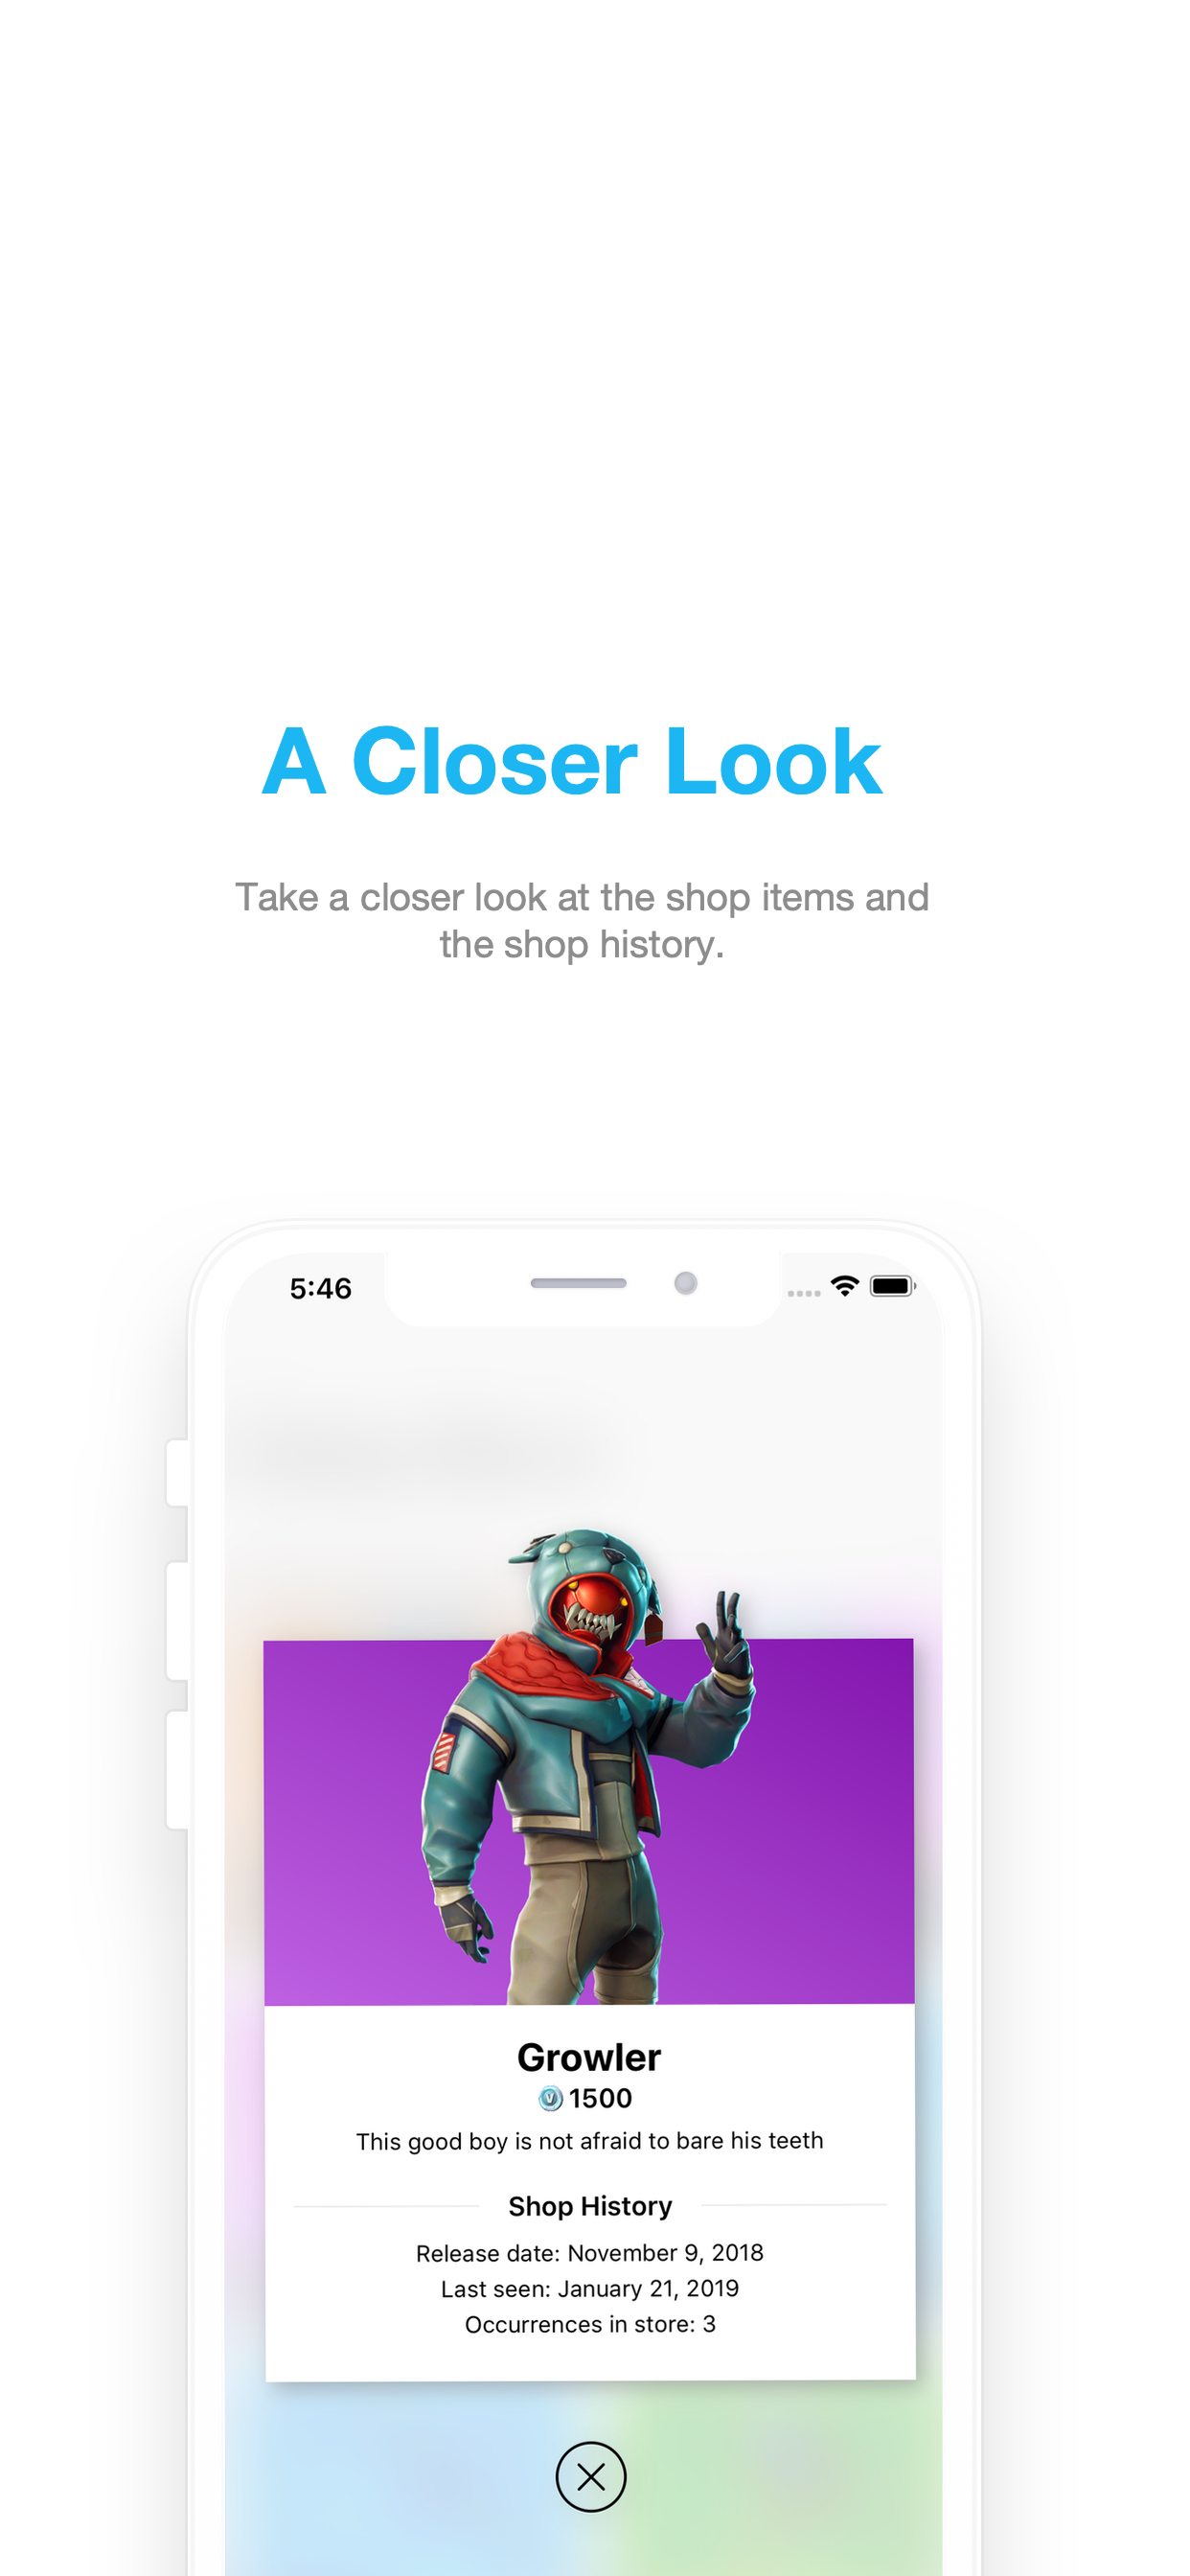 A Closer Look
Take a closer look at the shop items and
the shop history.
5:46
Growler
1500
This good boy is not afraid to bare his teeth
Shop History
Release date: November 9, 2018
Last seen: January 21, 2019
Occurrences in store: 3